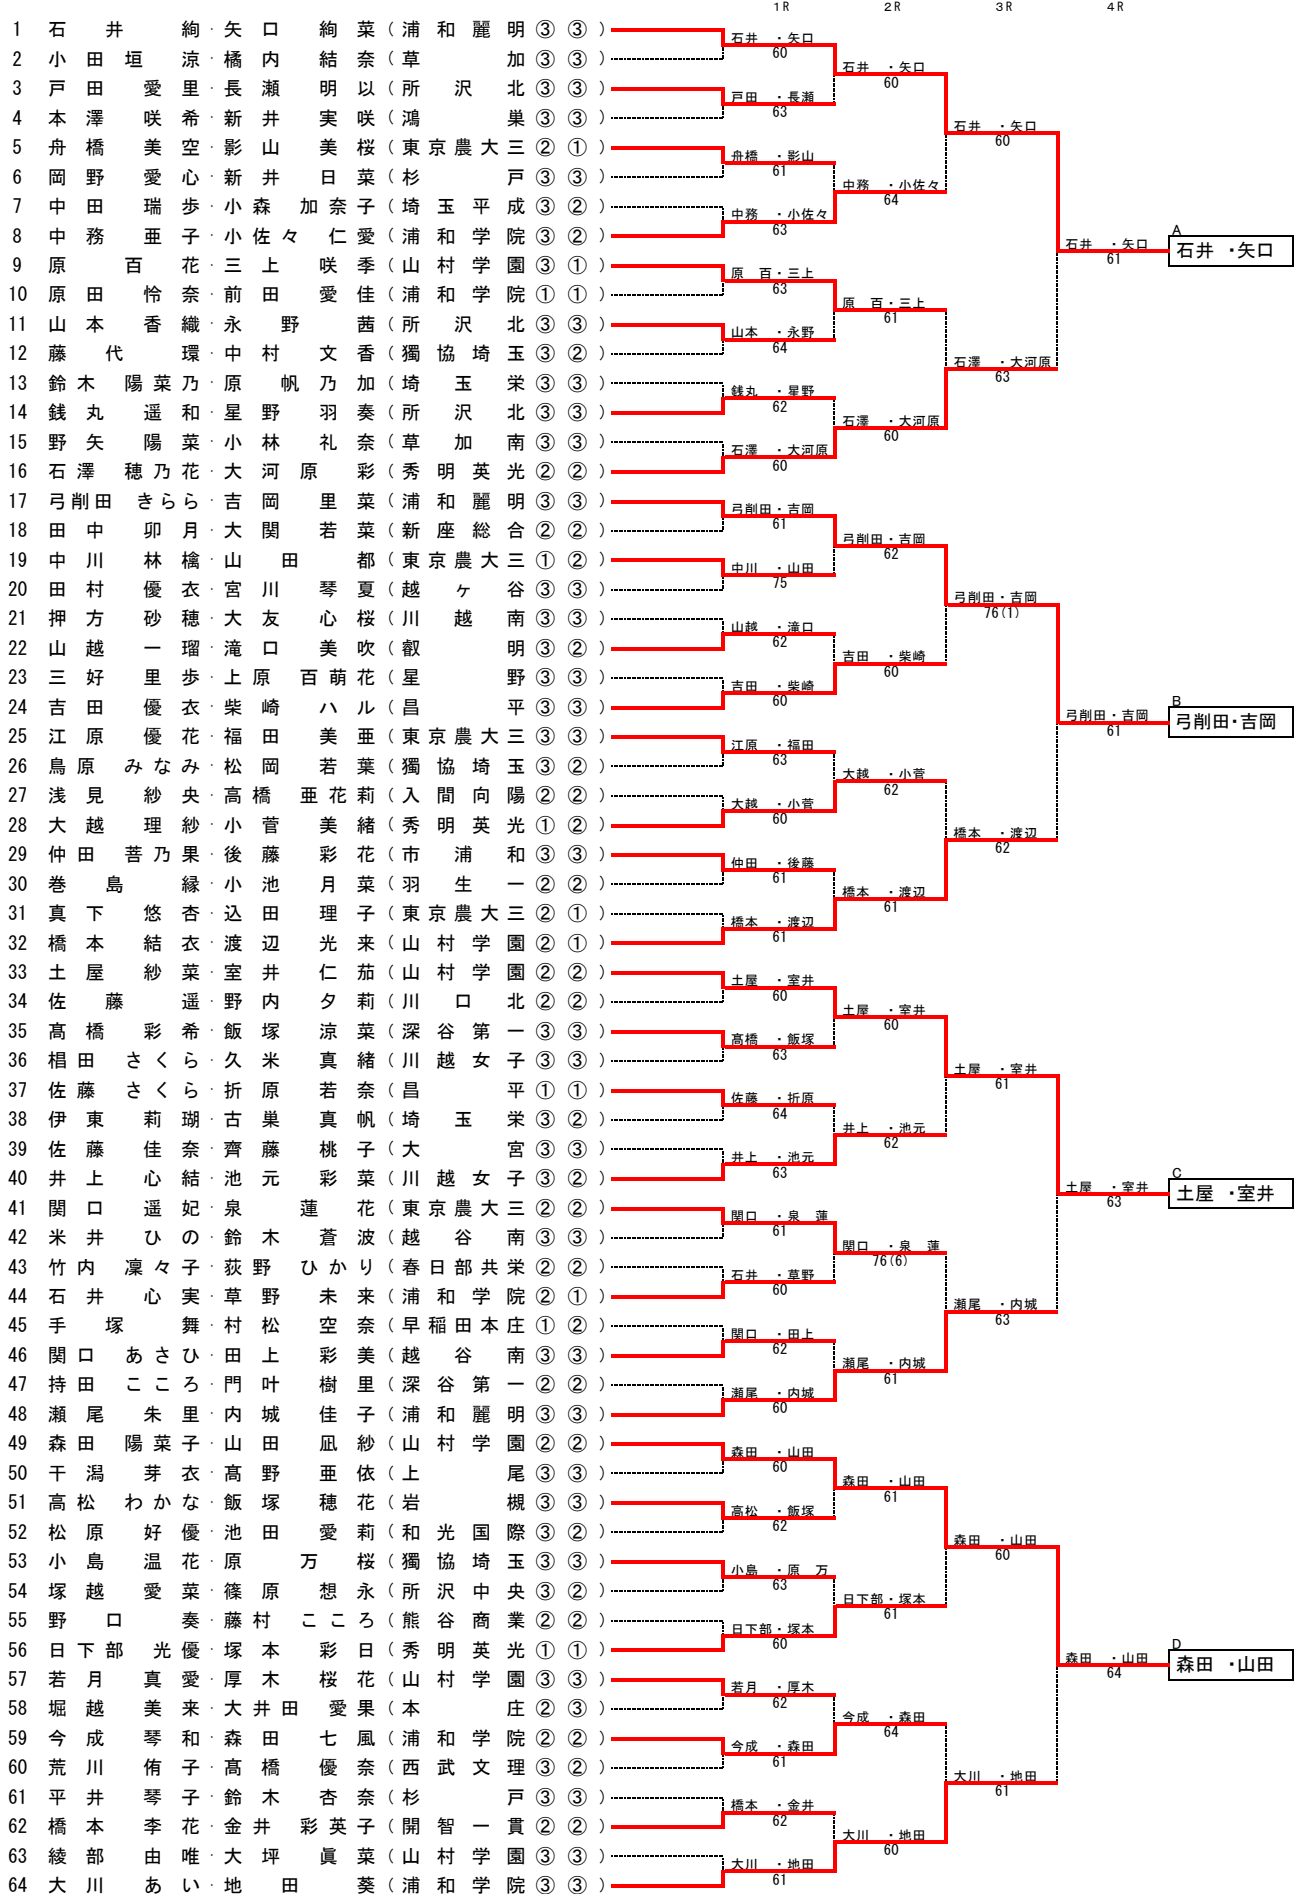 1R 2R 3R 4R
1 石井 絢・矢口 絢菜(浦和麗明③③)
2 小田垣 涼・橘内 結奈(草加③③)
3 戸田 愛里・長瀬 明以(所沢北③③)
4 本澤 咲希・新井 実咲(鴻巣③③)
5 舟橋 美空・影山 美桜(東京農大三②①)
6 岡野 愛心・新井 日菜(杉戸③③)
7 中田 瑞歩・小森 加奈子(埼玉平成③②)
8 中務 亜子・小佐々 仁愛(浦和学院③②)
9 原 百花・三上 咲季(山村学園③①)
10 原田 怜奈・前田 愛佳(浦和学院①①)
11 山本 香織・永野 茜(所沢北③③)
12 藤代 環・中村 文香(獨協埼玉③②)
13 鈴木 陽菜乃・原 帆乃加(埼玉栄③③)
14 銭丸 遥和・星野 羽奏(所沢北③③)
15 野矢 陽菜・小林 礼奈(草加南③③)
16 石澤 穂乃花・大河原 彩(秀明英光②②)
17 弓削田 きらら・吉岡 里菜(浦和麗明③③)
18 田中 卯月・大関 若菜(新座総合②②)
19 中川 林檎・山田 都(東京農大三①②)
20 田村 優衣・宮川 琴夏(越ヶ谷③③)
21 押方 砂穂・大友 心桜(川越南③③)
22 山越 一瑠・滝口 美吹(叡明③②)
23 三好 里歩・上原 百萌花(星野③③)
24 吉田 優衣・柴崎 ハル(昌平③③)
25 江原 優花・福田 美亜(東京農大三③③)
26 鳥原 みなみ・松岡 若葉(獨協埼玉③②)
27 浅見 紗央・高橋 亜花莉(入間向陽②②)
28 大越 理紗・小菅 美緒(秀明英光①②)
29 仲田 菩乃果・後藤 彩花(市浦和③③)
30 巻島 縁・小池 月菜(羽生一②②)
31 真下 悠杏・込田 理子(東京農大三②①)
32 橋本 結衣・渡辺 光来(山村学園②①)
33 土屋 紗菜・室井 仁茄(山村学園②②)
34 佐藤 遥・野内 夕莉(川口北②②)
35 髙橋 彩希・飯塚 涼菜(深谷第一③③)
36 椙田 さくら・久米 真緒(川越女子③③)
37 佐藤 さくら・折原 若奈(昌平①①)
38 伊東 莉瑚・古巣 真帆(埼玉栄③②)
39 佐藤 佳奈・齊藤 桃子(大宮③③)
40 井上 心結・池元 彩菜(川越女子③②)
41 関口 遥妃・泉 蓮花(東京農大三②②)
42 米井 ひの・鈴木 蒼波(越谷南③③)
43 竹内 凜々子・荻野 ひかり(春日部共栄②②)
44 石井 心実・草野 未来(浦和学院②①)
45 手塚 舞・村松 空奈(早稲田本庄①②)
46 関口 あさひ・田上 彩美(越谷南③③)
47 持田 こころ・門叶 樹里(深谷第一②②)
48 瀬尾 朱里・内城 佳子(浦和麗明③③)
49 森田 陽菜子・山田 凪紗(山村学園②②)
50 干潟 芽衣・髙野 亜依(上尾③③)
51 高松 わかな・飯塚 穂花(岩槻③③)
52 松原 好優・池田 愛莉(和光国際③②)
53 小島 温花・原 万桜(獨協埼玉③③)
54 塚越 愛菜・篠原 想永(所沢中央③②)
55 野口 奏・藤村 こころ(熊谷商業②②)
56 日下部 光優・塚本 彩日(秀明英光①①)
57 若月 真愛・厚木 桜花(山村学園③③)
58 堀越 美来・大井田 愛果(本庄②③)
59 今成 琴和・森田 七風(浦和学院②②)
60 荒川 侑子・髙橋 優奈(西武文理③②)
61 平井 琴子・鈴木 杏奈(杉戸③③)
62 橋本 李花・金井 彩英子(開智一貫②②)
63 綾部 由唯・大坪 眞菜(山村学園③③)
64 大川 あい・地田 葵(浦和学院③③)
石井 ・矢口 60
戸田 ・長瀬 63
舟橋 ・影山 61
中務 ・小佐々 63
原 百・三上 63
山本 ・永野 64
銭丸 ・星野 62
石澤 ・大河原 60
弓削田・吉岡 61
中川 ・山田 75
山越 ・滝口 62
吉田 ・柴崎 60
江原 ・福田 63
大越 ・小菅 60
仲田 ・後藤 61
橋本 ・渡辺 61
土屋 ・室井 60
髙橋 ・飯塚 63
佐藤 ・折原 64
井上 ・池元 63
関口 ・泉 蓮 61
石井 ・草野 60
関口 ・田上 62
瀬尾 ・内城 60
森田 ・山田 60
高松 ・飯塚 62
小島 ・原 万 63
日下部・塚本 60
若月 ・厚木 62
今成 ・森田 61
橋本 ・金井 62
大川 ・地田 61
石井 ・矢口 60
中務 ・小佐々 64
原 百・三上 61
石澤 ・大河原 60
弓削田・吉岡 62
吉田 ・柴崎 60
大越 ・小菅 62
橋本 ・渡辺 61
土屋 ・室井 60
井上 ・池元 62
関口 ・泉 蓮 76(6)
瀬尾 ・内城 61
森田 ・山田 61
日下部・塚本 61
今成 ・森田 64
大川 ・地田 60
石井 ・矢口 60
石澤 ・大河原 63
弓削田・吉岡 76(1)
橋本 ・渡辺 62
土屋 ・室井 61
瀬尾 ・内城 63
森田 ・山田 60
大川 ・地田 61
石井 ・矢口 61
弓削田・吉岡 61
土屋 ・室井 63
森田 ・山田 64
A
石井 ・矢口
B
弓削田・吉岡
C
土屋 ・室井
D
森田 ・山田